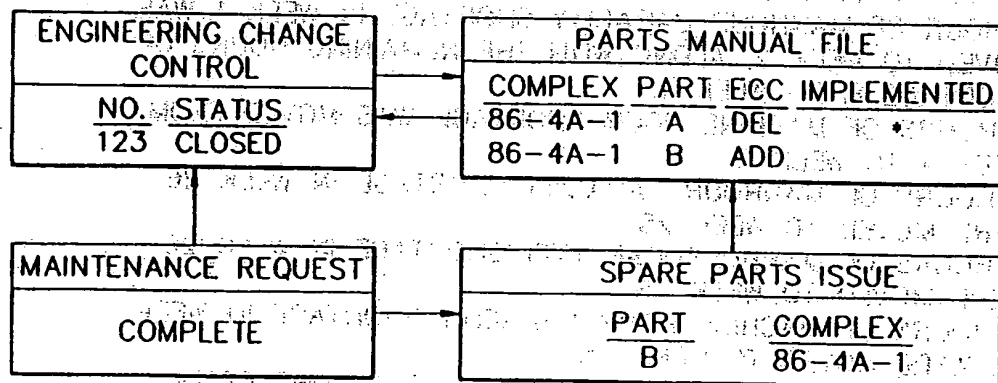 ENGINEERING CHANGE
CONTROL
NO. STATUS
123 CLOSED
PARTS MANUAL FILE
COMPLEX PART ECC IMPLEMENTED
86-4A-1 A DEL •
86-4A-1 B ADD
MAINTENANCE REQUEST
COMPLETE
SPARE PARTS ISSUE
PART COMPLEX
B 86-4A-1